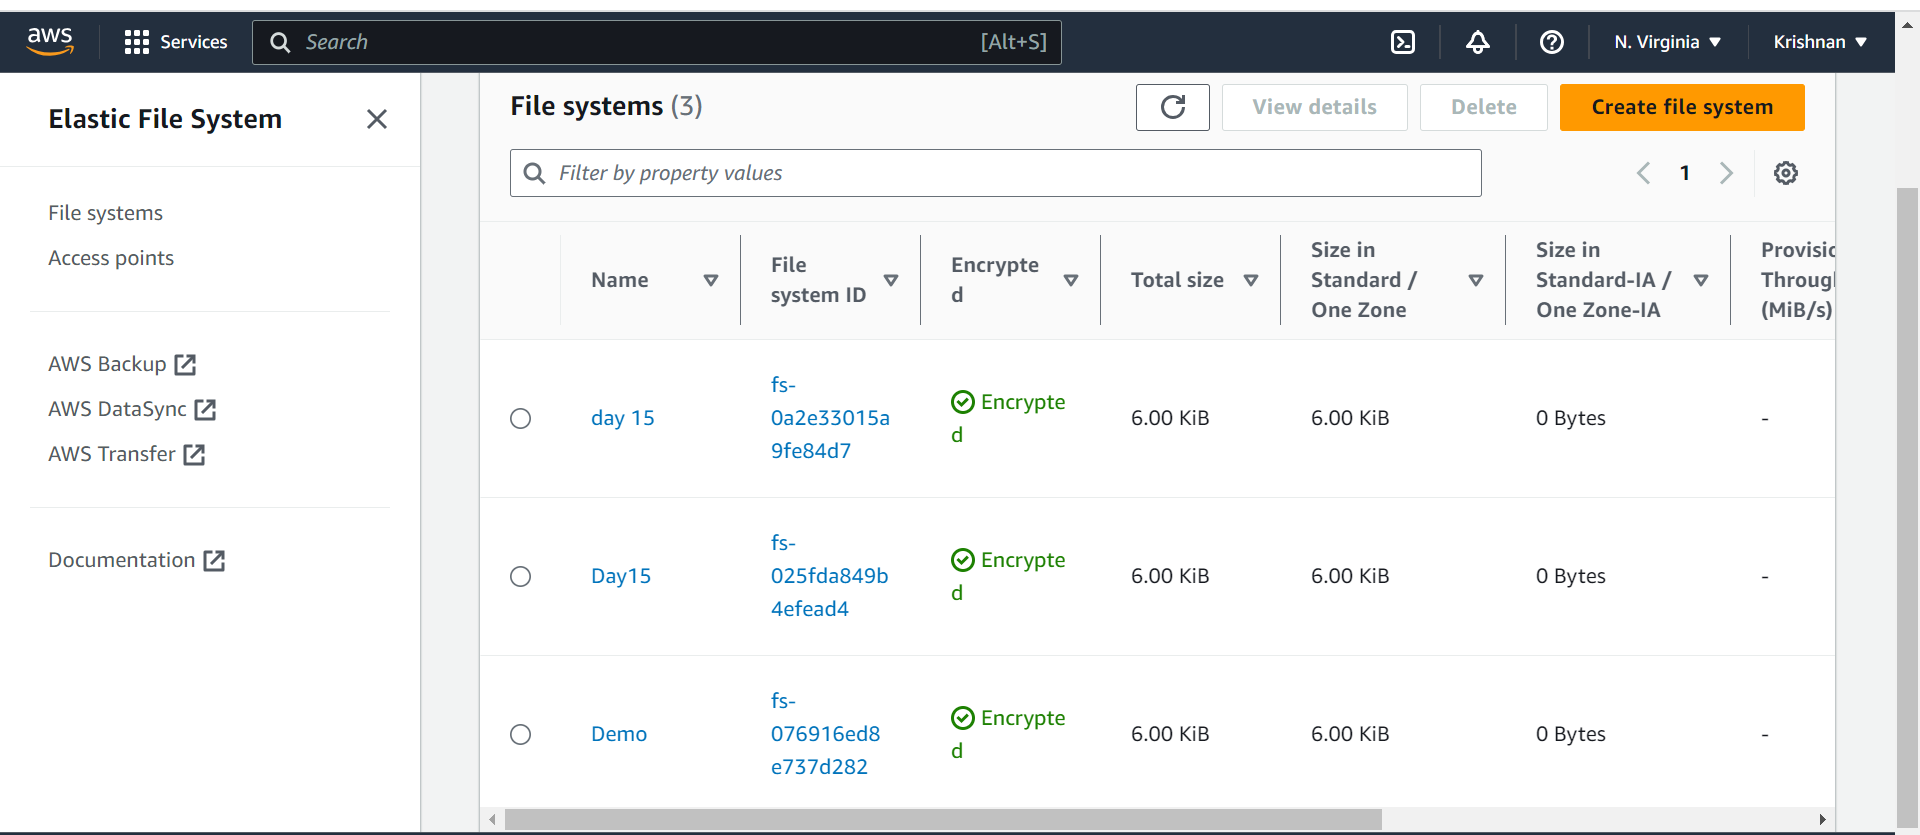 aws
Services
Search
[Alt+S]
N. Virginia
Krishnan
Elastic File System
File systems
Access points
AWS Backup
AWS DataSync
AWS Transfer
Documentation
File systems (3)
View details
Delete
Create file system
Filter by property values
1
Name
File
system ID
Encrypte
d
Total size
Size in
Standard /
One Zone
Size in
Standard-IA /
One Zone-IA
Provisio
Through
(MiB/s)
day 15
fs-
0a2e33015a
9fe84d7
Encrypte
d
6.00 KiB
6.00 KiB
0 Bytes
-
Day15
fs-
025fda849b
4efead4
Encrypte
d
6.00 KiB
6.00 KiB
0 Bytes
-
Demo
fs-
076916ed8
e737d282
Encrypte
d
6.00 KiB
6.00 KiB
0 Bytes
-